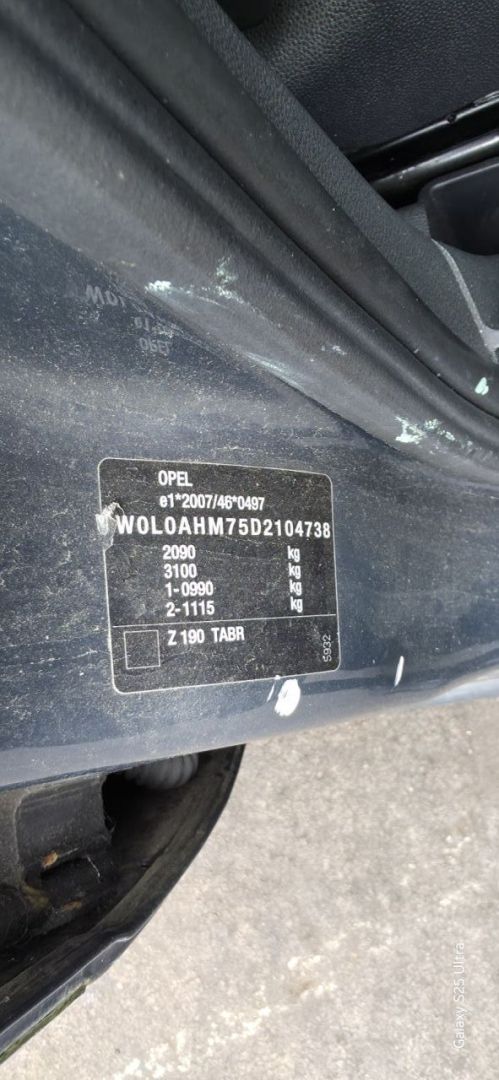 OPEL
e1*2007/46*0497
W0L0AHM75D2104738
2090 kg
3100 kg
1-0990 kg
2-1115 kg
Z 190 TABR
5932
Galaxy S25 Ultra